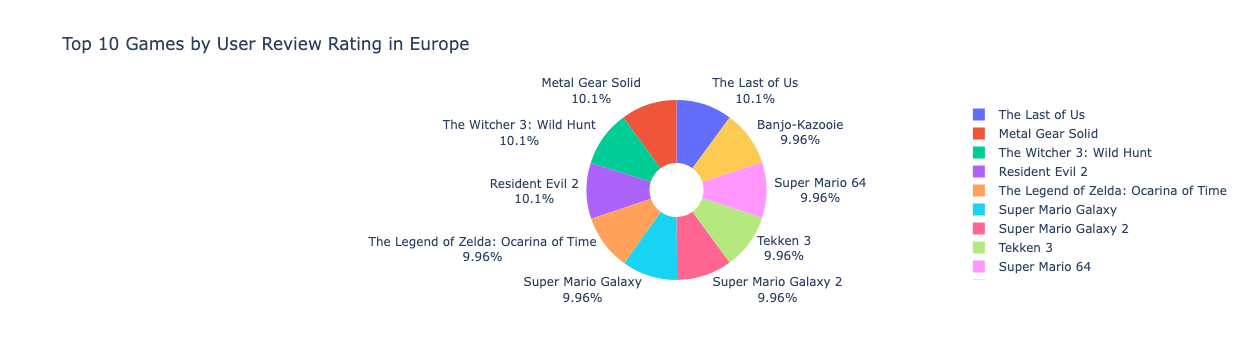 Top 10 Games by User Review Rating in Europe
Metal Gear Solid
10.1%
The Last of Us
10.1%
The Witcher 3: Wild Hunt
10.1%
Banjo-Kazooie
9.96%
Resident Evil 2
10.1%
Super Mario 64
9.96%
The Legend of Zelda: Ocarina of Time
9.96%
Tekken 3
9.96%
Super Mario Galaxy
9.96%
Super Mario Galaxy 2
9.96%
The Last of Us
Metal Gear Solid
The Witcher 3: Wild Hunt
Resident Evil 2
The Legend of Zelda: Ocarina of Time
Super Mario Galaxy
Super Mario Galaxy 2
Tekken 3
Super Mario 64